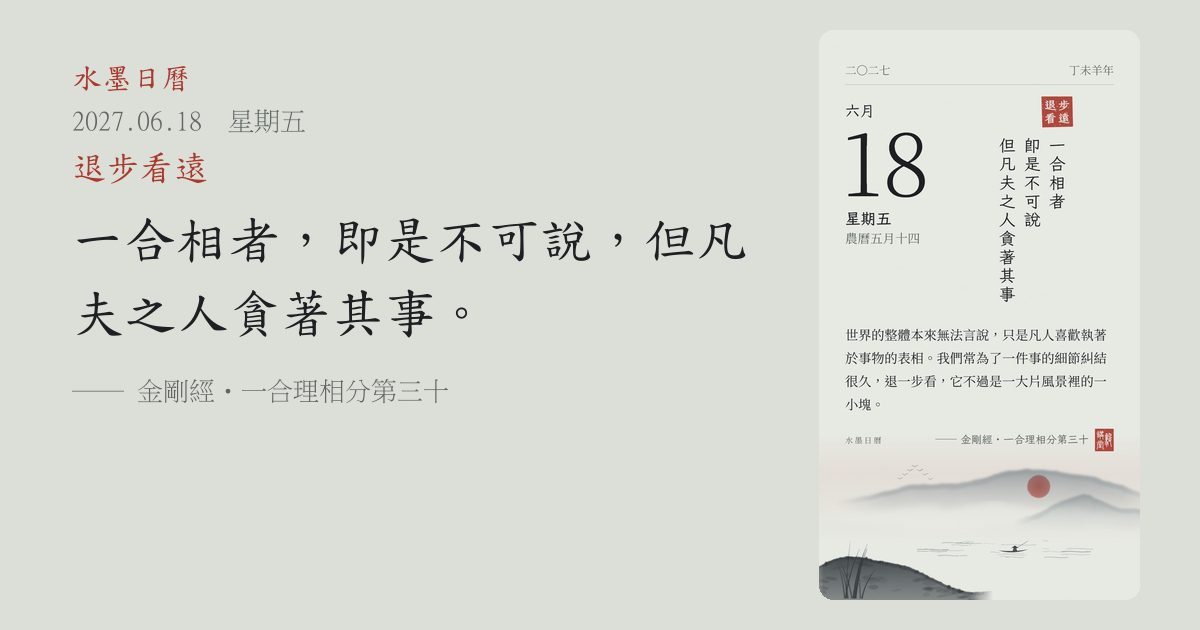 水墨日曆
2027.06.18 星期五
退步看遠
一合相者，即是不可說，但凡
夫之人貪著其事。
—— 金剛經・一合理相分第三十
二〇二七
丁未羊年
六月
18
星期五
農曆五月十四
退步
看遠
一合相者
即是不可說
但凡夫之人貪著其事
世界的整體本來無法言說，只是凡人喜歡執著
於事物的表相。我們常為了一件事的細節糾結
很久，退一步看，它不過是一大片風景裡的一
小塊。
水墨日曆
—— 金剛經・一合理相分第三十